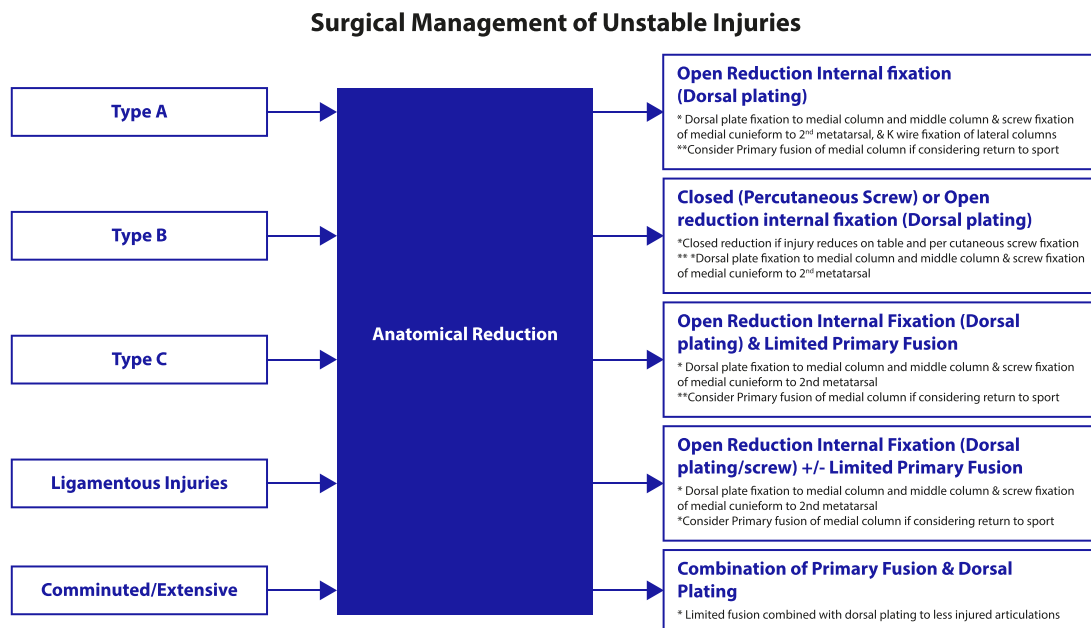 Surgical Management of Unstable Injuries
Type A
Open Reduction Internal fixation
(Dorsal plating)
* Dorsal plate fixation to medial column and middle column & screw fixation
of medial cunieform to 2nd metatarsal, & K wire fixation of lateral columns
**Consider Primary fusion of medial column if considering return to sport
Type B
Closed (Percutaneous Screw) or Open
reduction internal fixation (Dorsal plating)
*Closed reduction if injury reduces on table and per cutaneous screw fixation
** *Dorsal plate fixation to medial column and middle column & screw fixation
of medial cunieform to 2nd metatarsal
Anatomical Reduction
Type C
Open Reduction Internal Fixation (Dorsal
plating) & Limited Primary Fusion
* Dorsal plate fixation to medial column and middle column & screw fixation
of medial cunieform to 2nd metatarsal
**Consider Primary fusion of medial column if considering return to sport
Ligamentous Injuries
Open Reduction Internal Fixation (Dorsal
plating/screw) +/- Limited Primary Fusion
* Dorsal plate fixation to medial column and middle column & screw fixation
of medial cunieform to 2nd metatarsal
*Consider Primary fusion of medial column if considering return to sport
Comminuted/Extensive
Combination of Primary Fusion & Dorsal
Plating
* Limited fusion combined with dorsal plating to less injured articulations